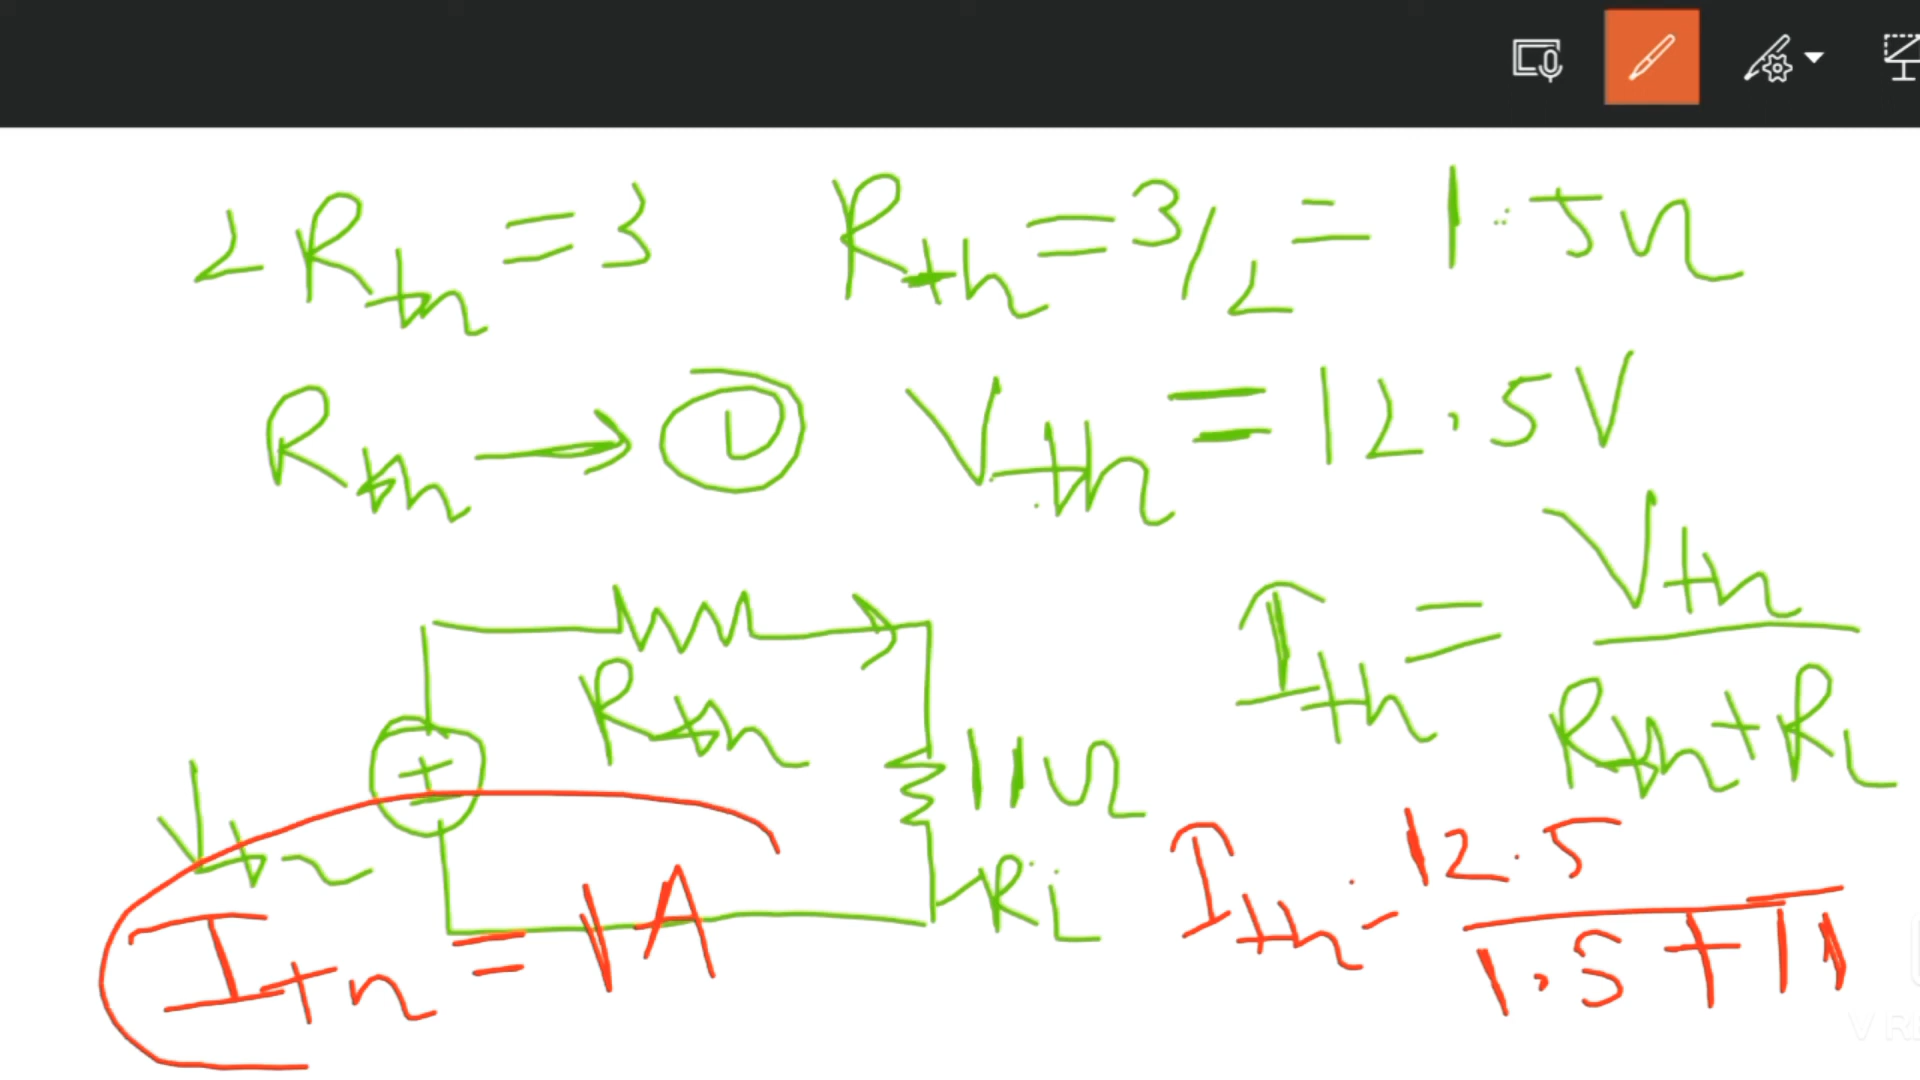 2Rth = 3 Rth = 3/2 = 1.5Ω
Rth → ① Vth = 12.5V
Ith = Vth / Rth + RL
Rth
11Ω
Vth
RL
Ith = 12.5 / 1.5 + 11
Ith = 1A